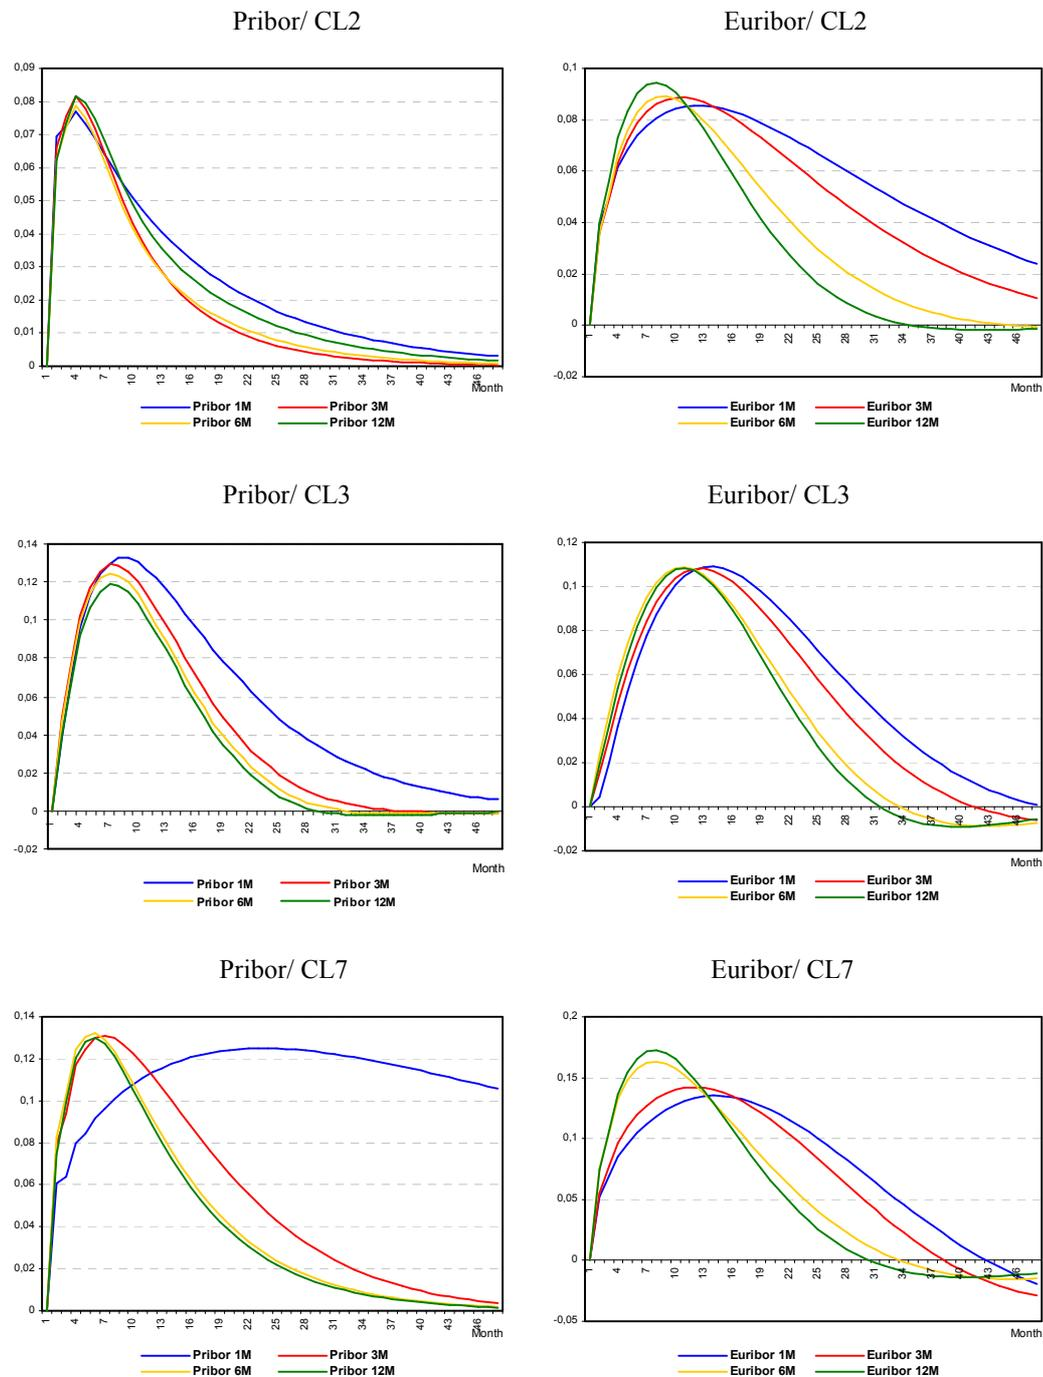 Pribor/ CL2
0,09
0,08
0,07
0,06
0,05
0,04
0,03
0,02
0,01
0
1 4 7 10 13 16 19 22 25 28 31 34 37 40 43 46
Month
Pribor 1M Pribor 3M
Pribor 6M Pribor 12M
Euribor/ CL2
0,1
0,08
0,06
0,04
0,02
0
-0,02
1 4 7 10 13 16 19 22 25 28 31 34 37 40 43 46
Month
Euribor 1M Euribor 3M
Euribor 6M Euribor 12M
Pribor/ CL3
0,14
0,12
0,1
0,08
0,06
0,04
0,02
0
-0,02
1 4 7 10 13 16 19 22 25 28 31 34 37 40 43 46
Month
Pribor 1M Pribor 3M
Pribor 6M Pribor 12M
Euribor/ CL3
0,12
0,1
0,08
0,06
0,04
0,02
0
-0,02
1 4 7 10 13 16 19 22 25 28 31 34 37 40 43 46
Month
Euribor 1M Euribor 3M
Euribor 6M Euribor 12M
Pribor/ CL7
0,14
0,12
0,1
0,08
0,06
0,04
0,02
0
1 4 7 10 13 16 19 22 25 28 31 34 37 40 43 46
Month
Pribor 1M Pribor 3M
Pribor 6M Pribor 12M
Euribor/ CL7
0,2
0,15
0,1
0,05
0
-0,05
1 4 7 10 13 16 19 22 25 28 31 34 37 40 43 46
Month
Euribor 1M Euribor 3M
Euribor 6M Euribor 12M